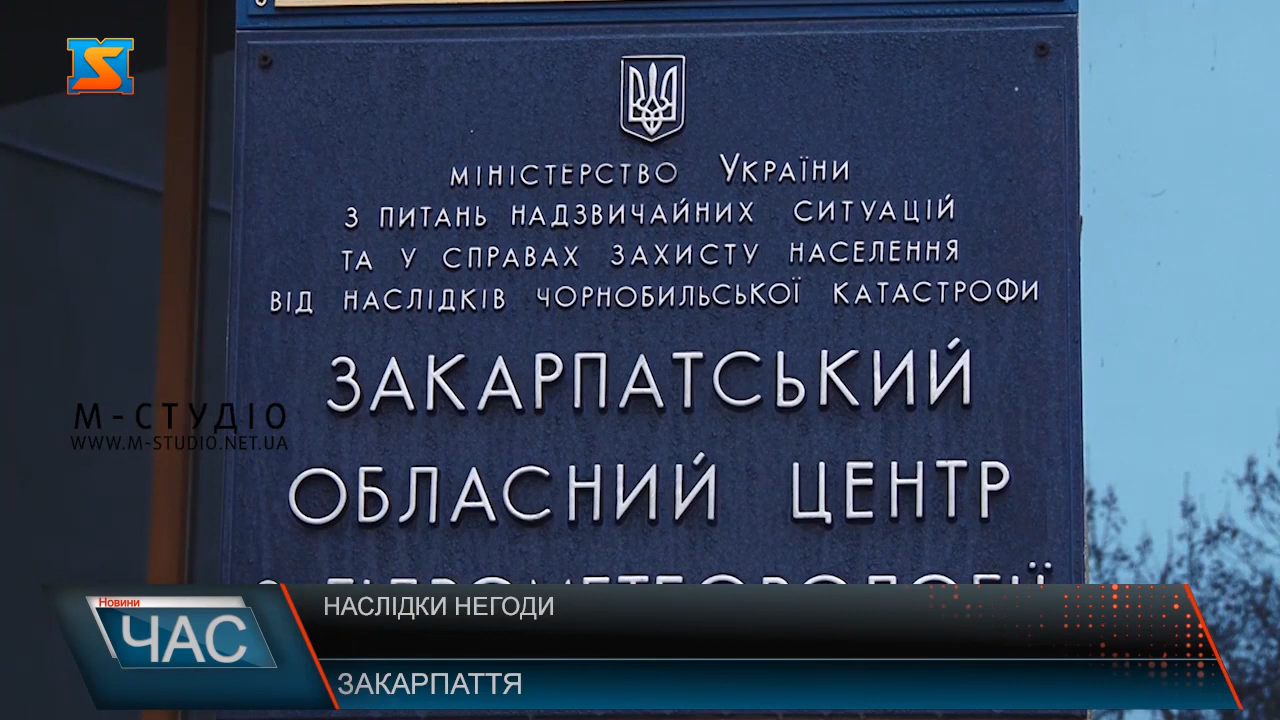 МІНІСТЕРСТВО УКРАЇНИ
З ПИТАНЬ НАДЗВИЧАЙНИХ СИТУАЦІЙ
ТА У СПРАВАХ ЗАХИСТУ НАСЕЛЕННЯ
ВІД НАСЛІДКІВ ЧОРНОБИЛЬСЬКОЇ КАТАСТРОФИ
ЗАКАРПАТСЬКИЙ
ОБЛАСНИЙ ЦЕНТР
З ГІДРОМЕТЕОРОЛОГІЇ
М-СТУДІО
WWW.M-STUDIO.NET.UA
Новини
ЧАС
НАСЛІДКИ НЕГОДИ
ЗАКАРПАТТЯ